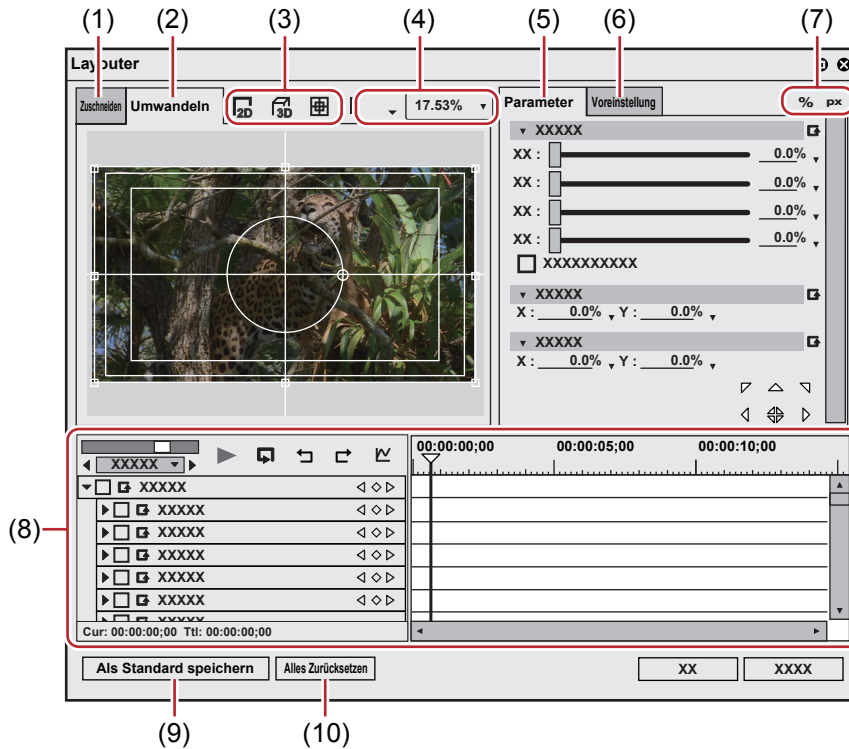 (1) (2) (3) (4) (5) (6) (7)
Layouter
Zuschneiden Umwandeln 2D 3D 17.53%
Parameter Voreinstellung % px
XXXXX
XX : 0.0%
XX : 0.0%
XX : 0.0%
XX : 0.0%
XXXXXXXXXX
XXXXX
X : 0.0% Y : 0.0%
XXXXX
X : 0.0% Y : 0.0%
(8)
XXXXX
00:00:00;00 00:00:05;00 00:00:10;00
XXXXX
XXXXX
XXXXX
XXXXX
XXXXX
XXXXX
XXXXX
Cur: 00:00:00;00 Ttl: 00:00:00;00
Als Standard speichern Alles Zurücksetzen XX XXXX
(9) (10)